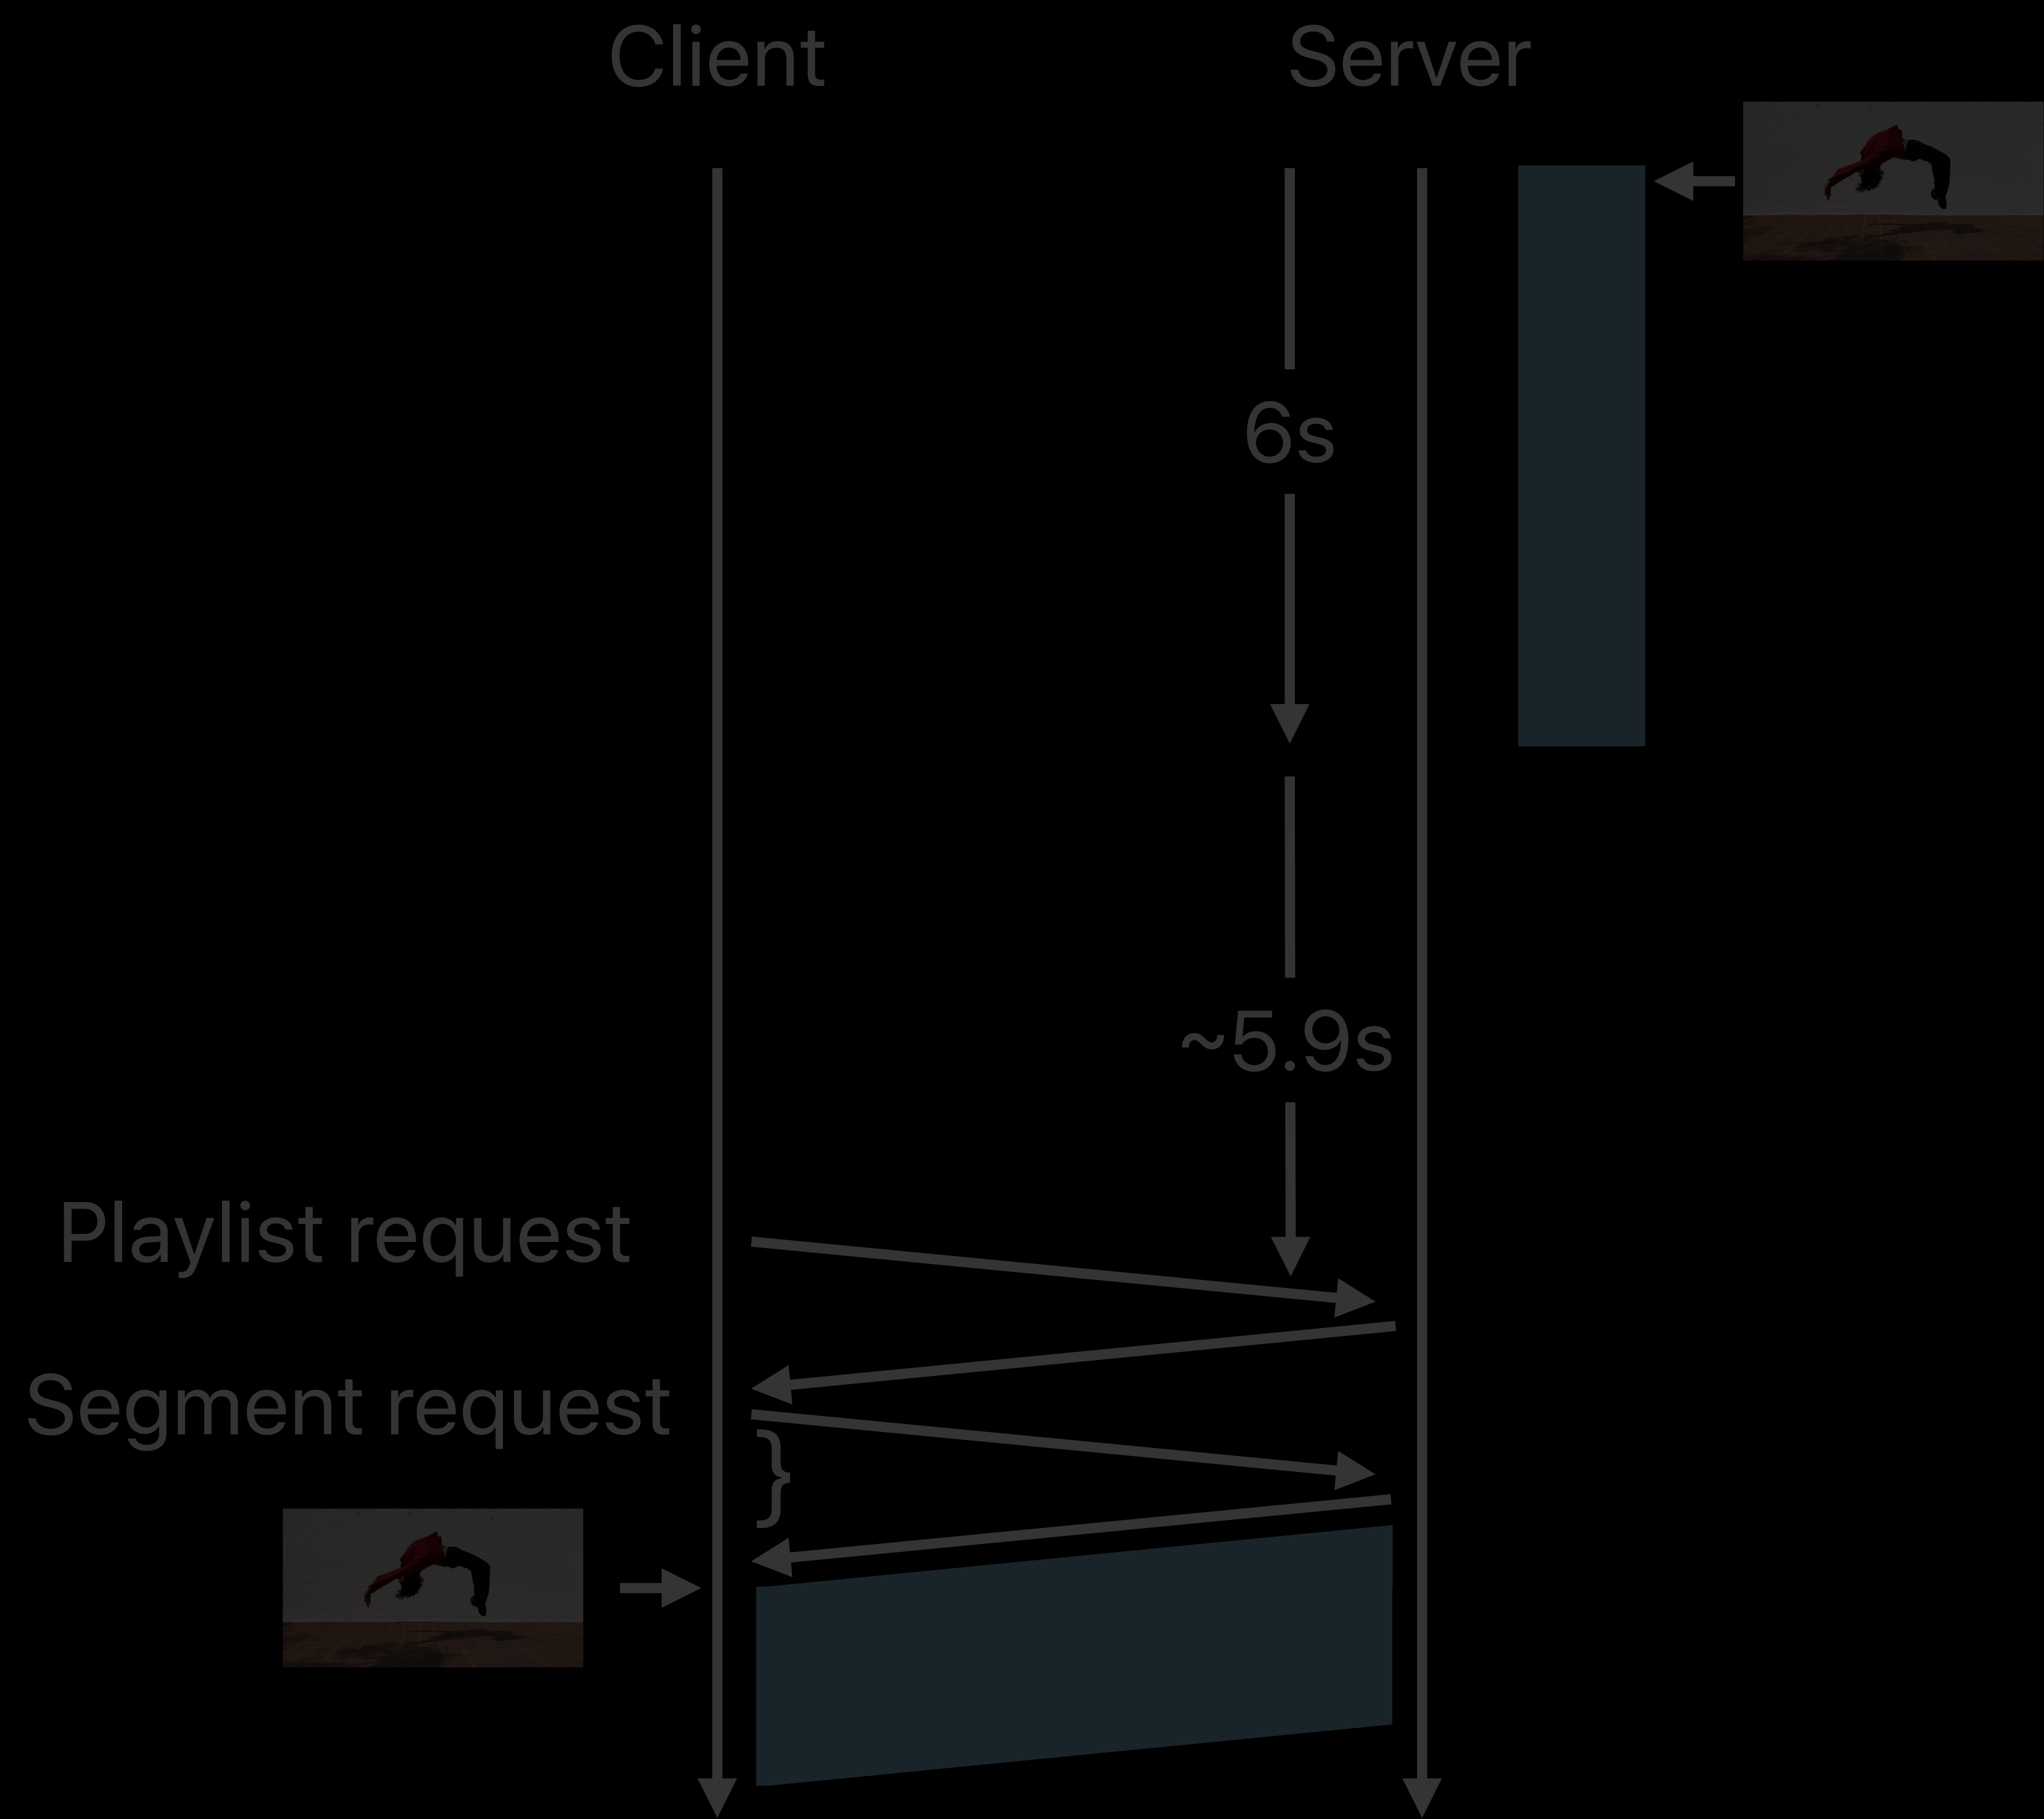 Client
Server
6s
~5.9s
Playlist request
Segment request
}